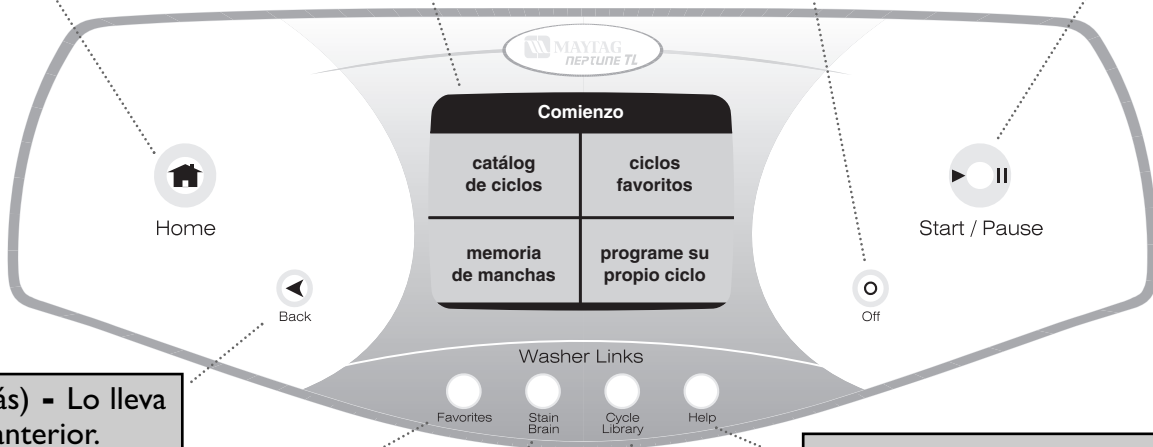 MAYTAG
NEPTUNE TL
Comienzo
catálog
de ciclos
ciclos
favoritos
memoria
de manchas
programe su
propio ciclo
Home
Start / Pause
Back
Off
Washer Links
Favorites
Stain
Brain
Cycle
Library
Help
ás) - Lo lleva
anterior.